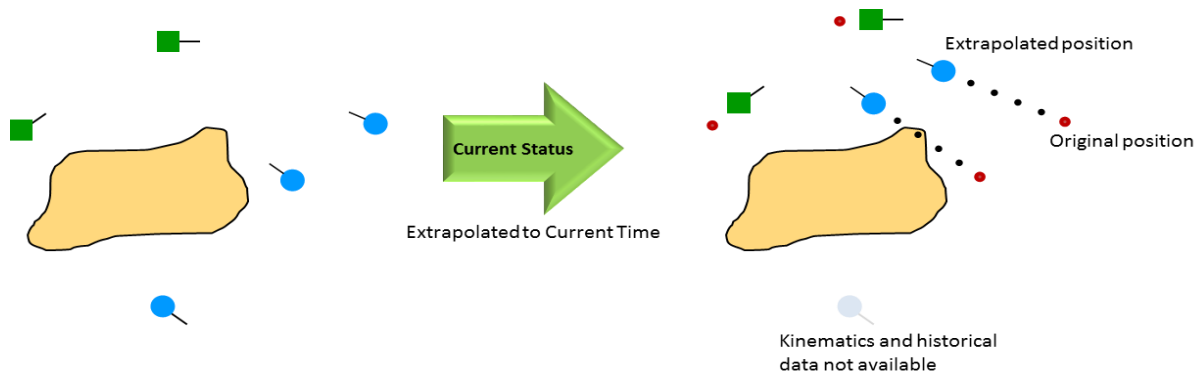 Extrapolated position
Original position
Current Status
Extrapolated to Current Time
Kinematics and historical
data not available